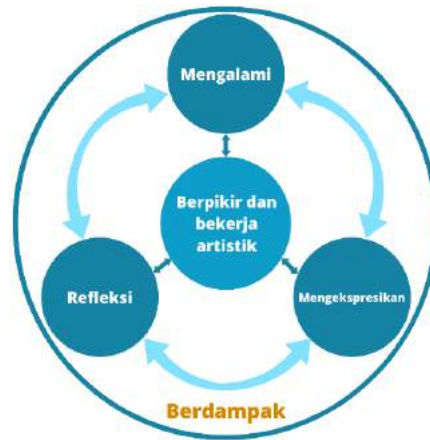 Mengalami
Berpikir dan
bekerja
artistik
Refleksi
Mengekspresikan
Berdampak